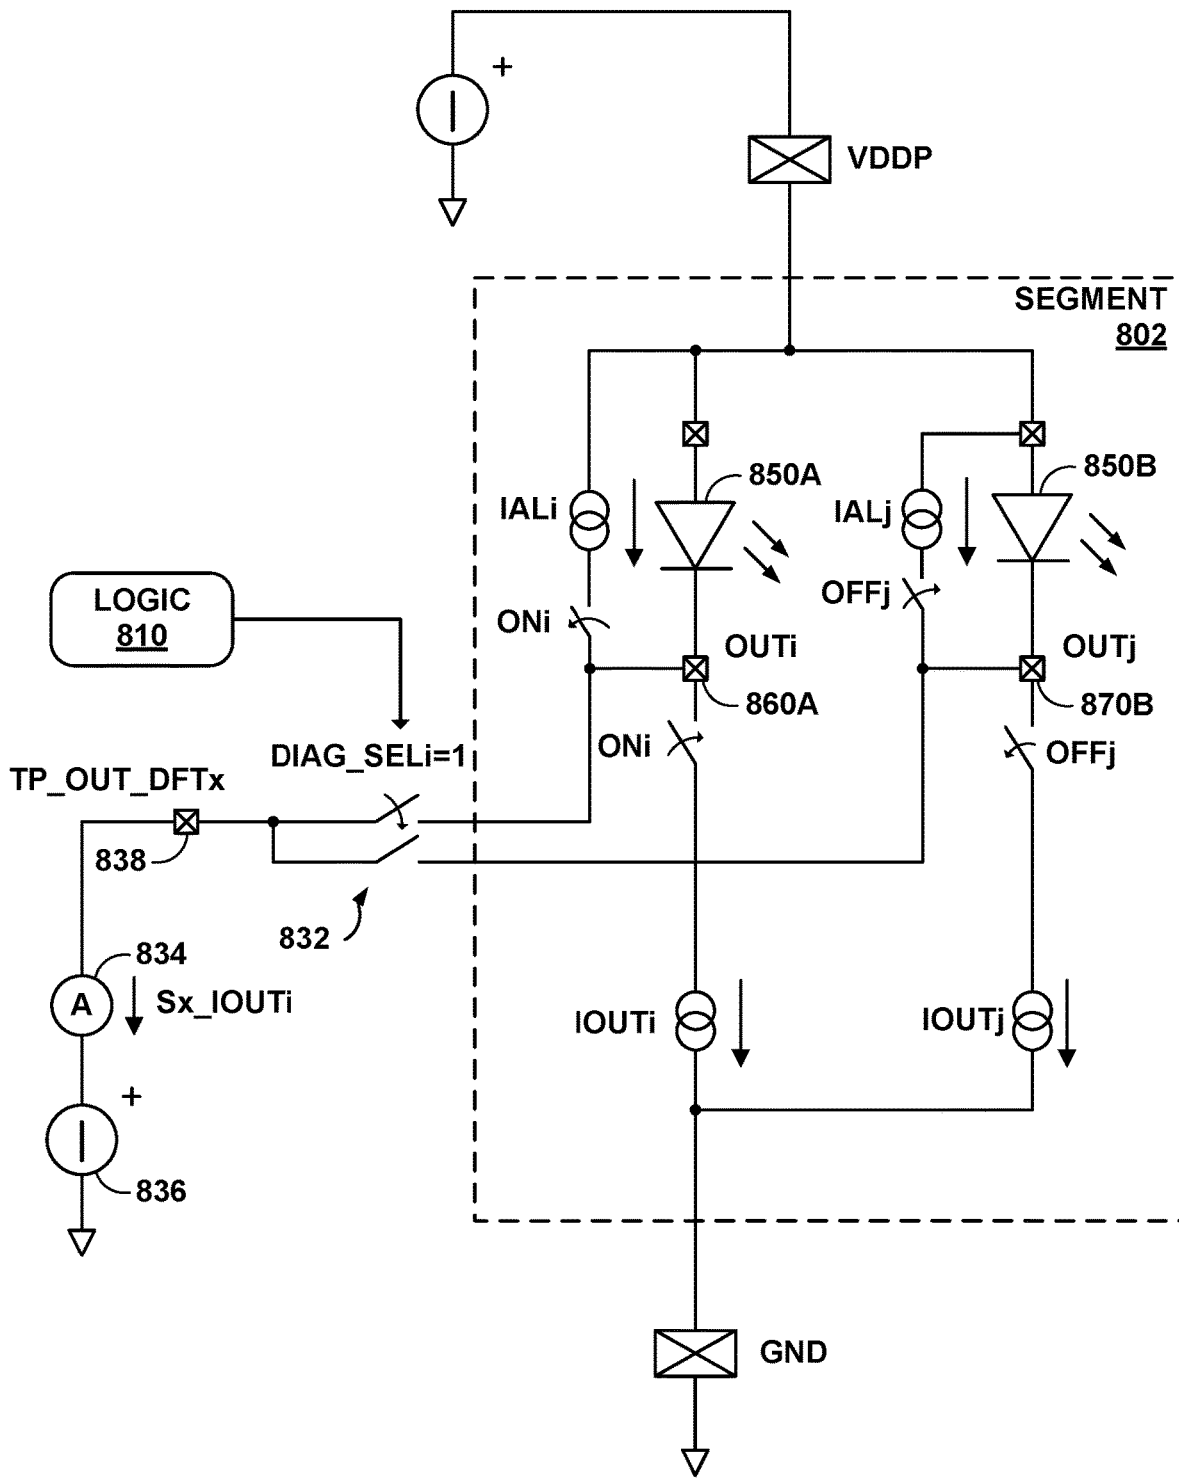 +
VDDP
SEGMENT
802
850A
850B
IALi
IALj
LOGIC
810
ONi
OFFj
OUTi
OUTj
860A
870B
ONi
OFFj
DIAG_SELi=1
TP_OUT_DFTx
838
832
834
A
Sx_IOUTi
IOUTi
IOUTj
+
836
GND